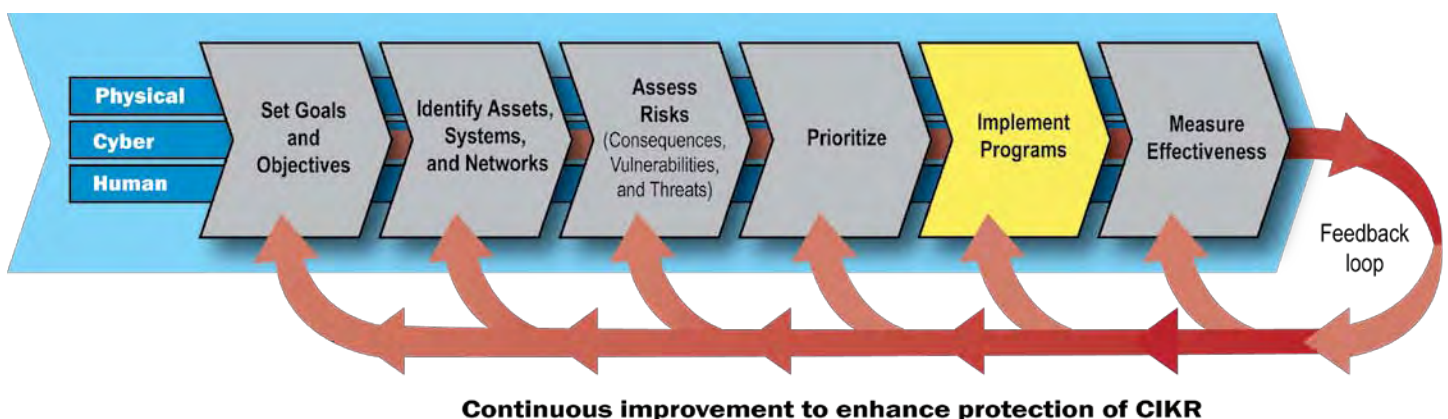 Physical
Cyber
Human
Set Goals
and
Objectives
Identify Assets,
Systems,
and Networks
Assess
Risks
(Consequences,
Vulnerabilities,
and Threats)
Prioritize
Implement
Programs
Measure
Effectiveness
Feedback
loop
Continuous improvement to enhance protection of CIKR